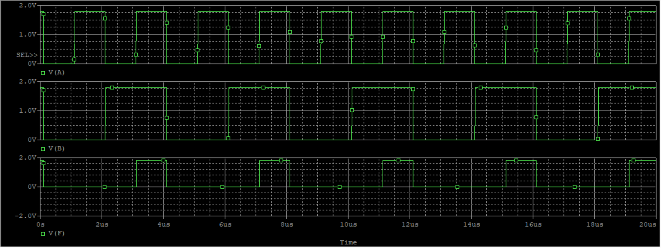 2.0V
1.0V
SEL>>
0V
V(A)
2.0V
1.0V
0V
V(B)
2.0V
0V
-2.0V
0s 2us 4us 6us 8us 10us 12us 14us 16us 18us 20us
V(F)
Time